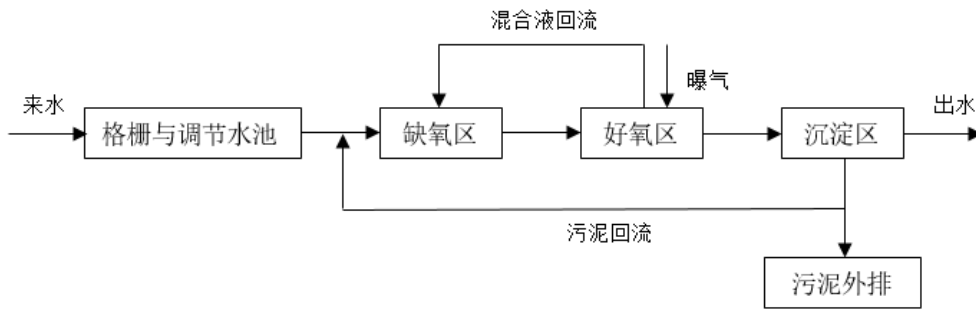 混合液回流
曝气
来水
格栅与调节水池
缺氧区
好氧区
沉淀区
出水
污泥回流
污泥外排